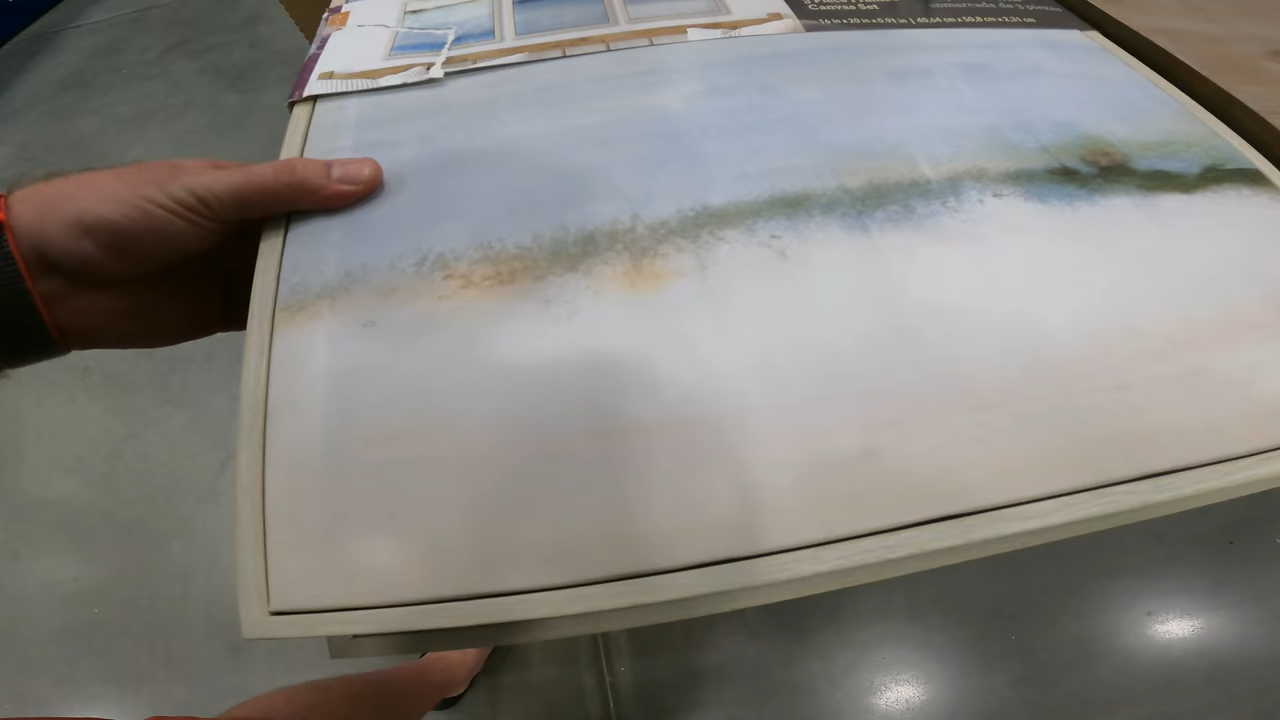 Canvas Set
16 in x 20 in x 0.91 in | 40,64 cm x 50,8 cm x 2,31 cm
enmarcada de 3 piezas